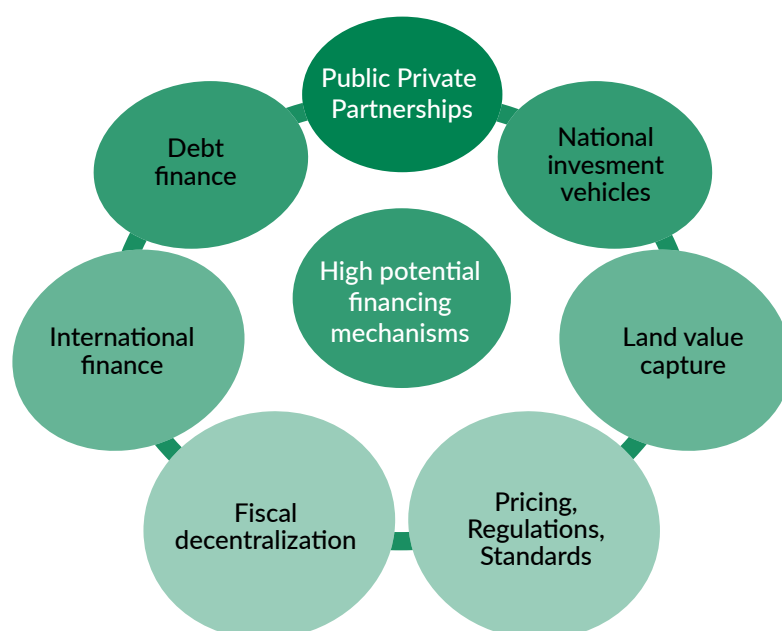 Public Private
Partnerships
National
invesment
vehicles
Land value
capture
Pricing,
Regulations,
Standards
Fiscal
decentralization
International
finance
Debt
finance
High potential
financing
mechanisms